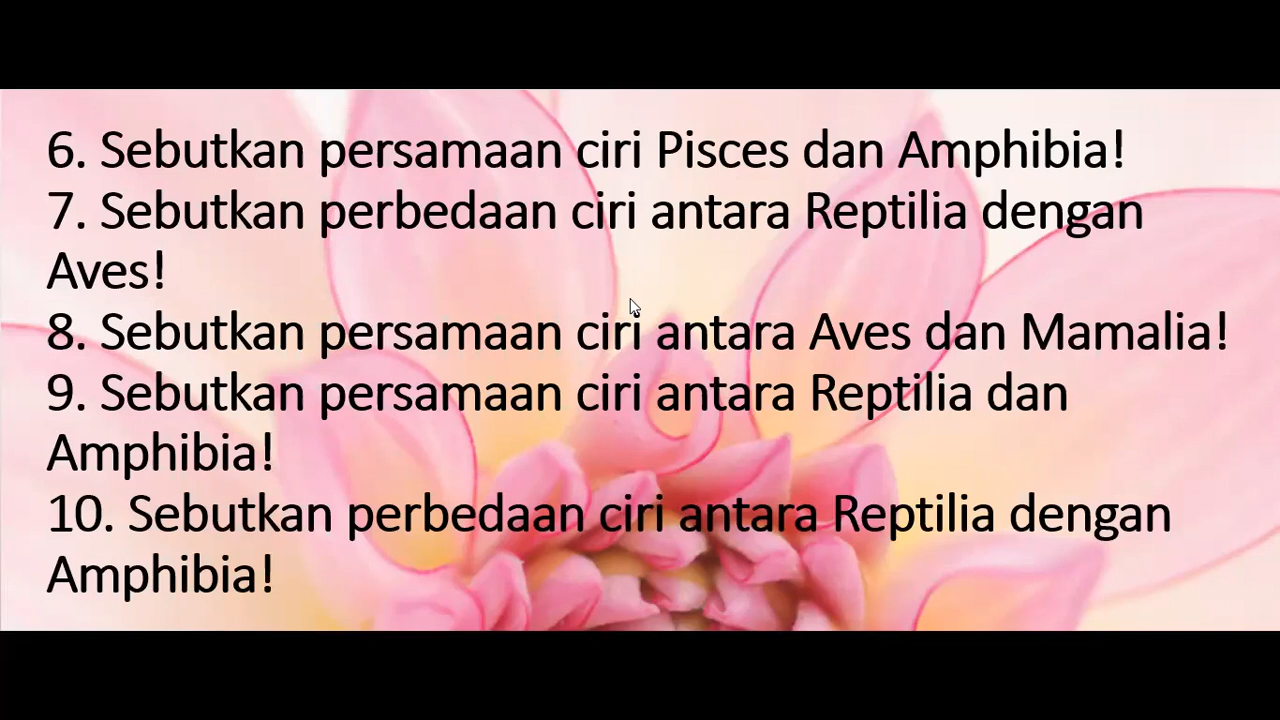 6. Sebutkan persamaan ciri Pisces dan Amphibia!
7. Sebutkan perbedaan ciri antara Reptilia dengan
Aves!
8. Sebutkan persamaan ciri antara Aves dan Mamalia!
9. Sebutkan persamaan ciri antara Reptilia dan
Amphibia!
10. Sebutkan perbedaan ciri antara Reptilia dengan
Amphibia!